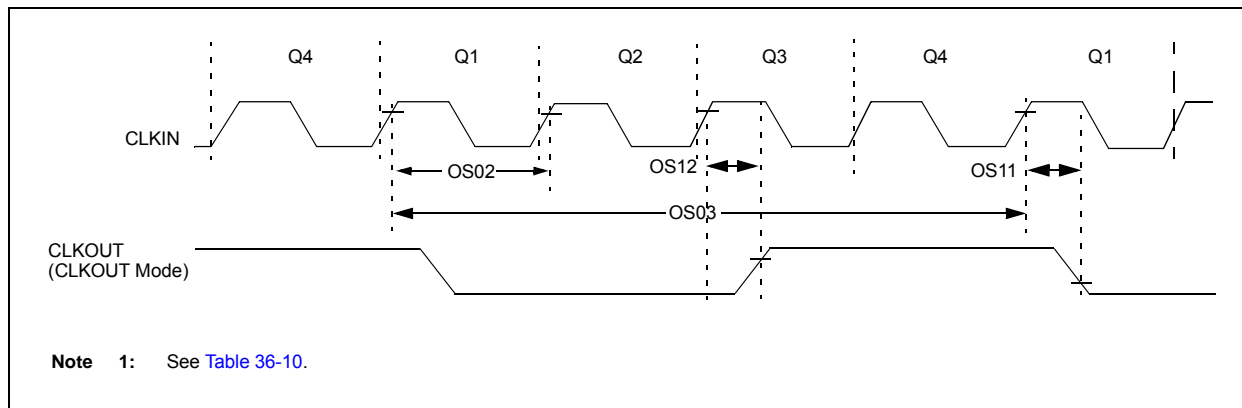 Q4 Q1 Q2 Q3 Q4 Q1
CLKIN
OS02
OS12
OS11
OS03
CLKOUT
(CLKOUT Mode)
Note 1: See Table 36-10.